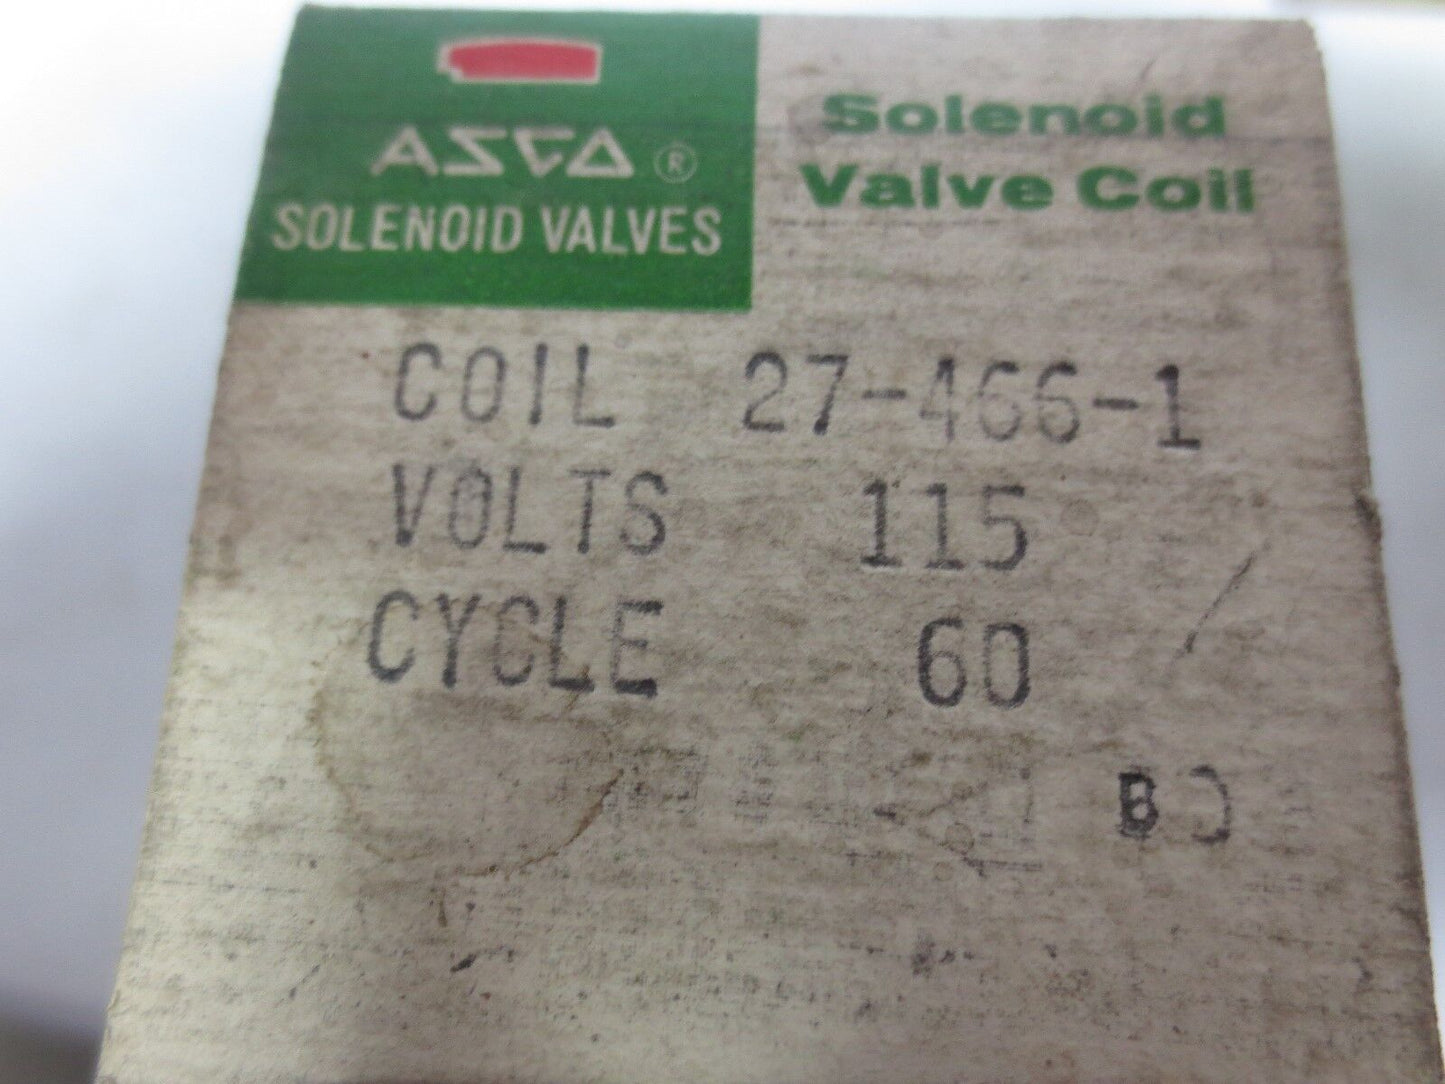 ASCO ®
SOLENOID VALVES
Solenoid
Valve Coil
COIL 27-466-1
VOLTS 115
CYCLE 60